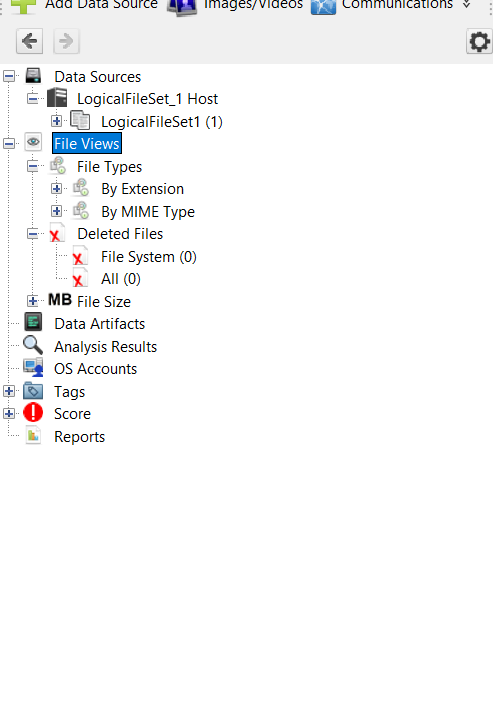 Add Data Source Images/Videos Communications
Data Sources
LogicalFileSet_1 Host
LogicalFileSet1 (1)
File Views
File Types
By Extension
By MIME Type
Deleted Files
File System (0)
All (0)
MB File Size
Data Artifacts
Analysis Results
OS Accounts
Tags
Score
Reports